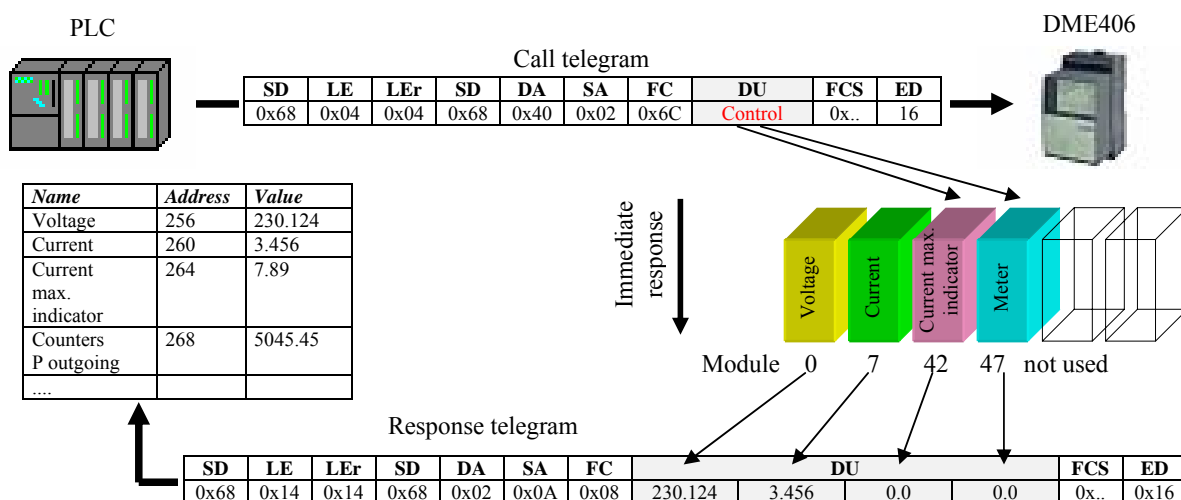 PLC
DME406
Call telegram
SD LE LEr SD DA SA FC DU FCS ED
0x68 0x04 0x04 0x68 0x40 0x02 0x6C Control 0x.. 16
Name Address Value
Voltage 256 230.124
Current 260 3.456
Current 264 7.89
max.
indicator
Counters 268 5045.45
P outgoing
....
Immediate
response
Voltage
Current
Current max.
indicator
Meter
Module 0 7 42 47 not used
Response telegram
SD LE LEr SD DA SA FC DU FCS ED
0x68 0x14 0x14 0x68 0x02 0x0A 0x08 230.124 3.456 0.0 0.0 0x.. 0x16